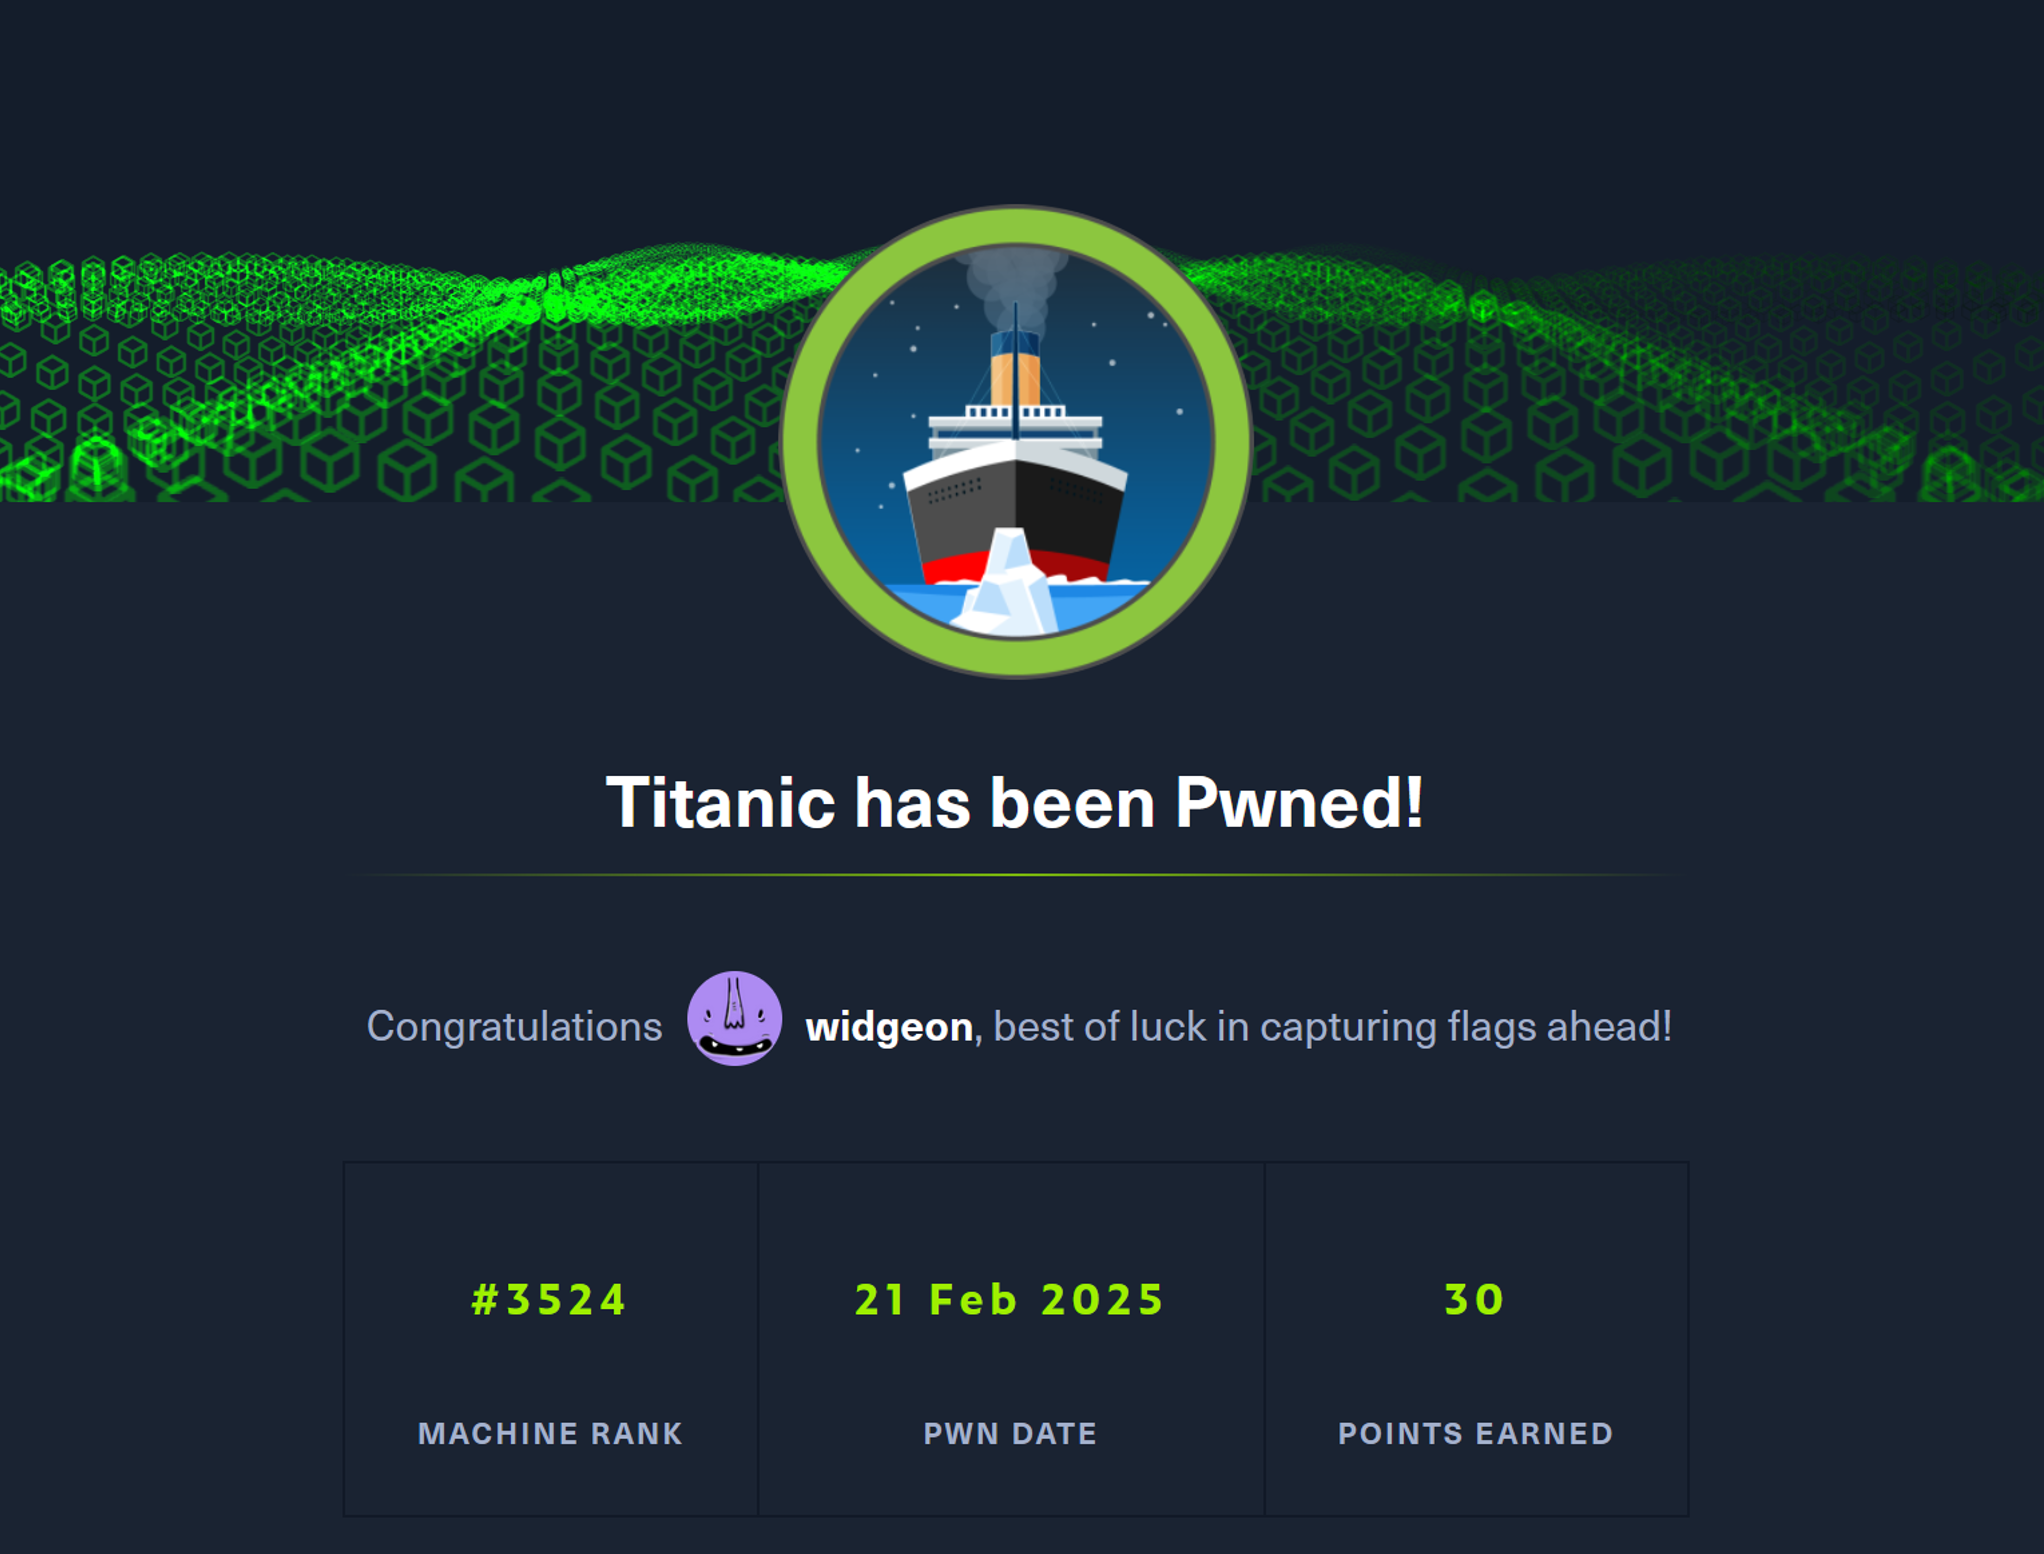 Titanic has been Pwned!
Congratulations widgeon, best of luck in capturing flags ahead!
#3524 21 Feb 2025 30
MACHINE RANK PWN DATE POINTS EARNED